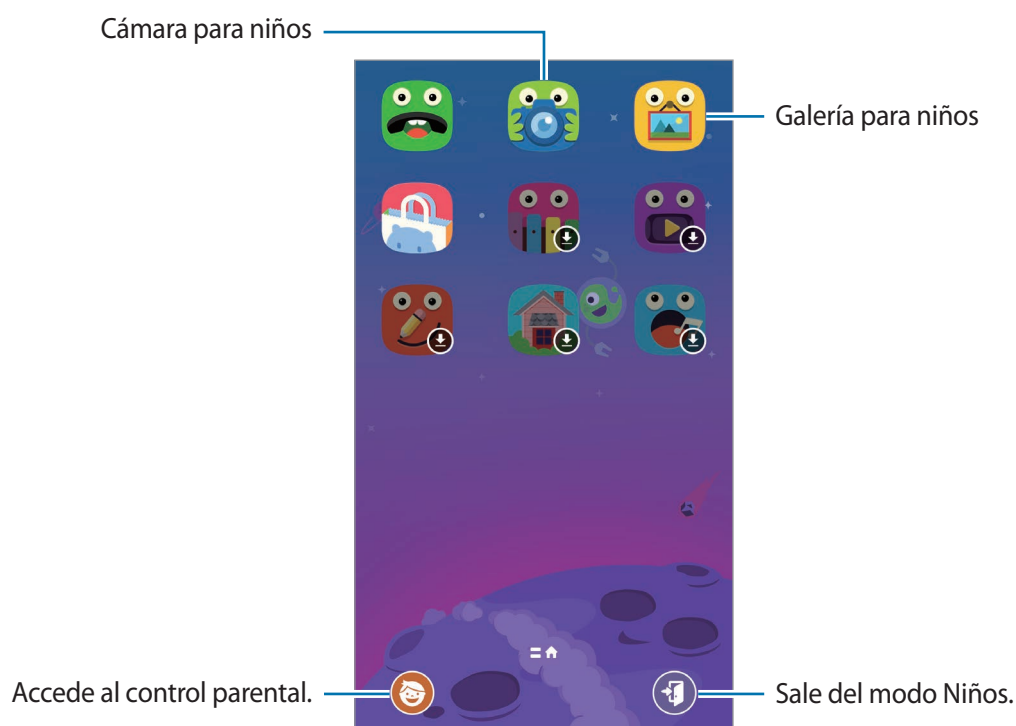 Cámara para niños
Galería para niños
Accede al control parental.
Sale del modo Niños.